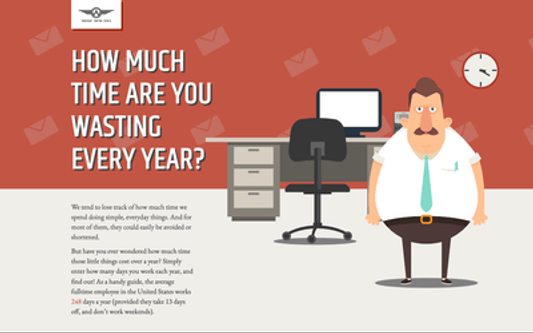 HOW MUCH
TIME ARE YOU
WASTING
EVERY YEAR?
We tend to lose track of how much time we
spend doing simple, everyday things. And for
most of them, they could easily be avoided or
shortened.
But have you ever wondered how much time
those little things cost over a year? Simply
enter how many days you work each year, and
find out! As a handy guide, the average
fulltime employee in the United States works
248 days a year (provided they take 13 days
off, and don't work weekends).